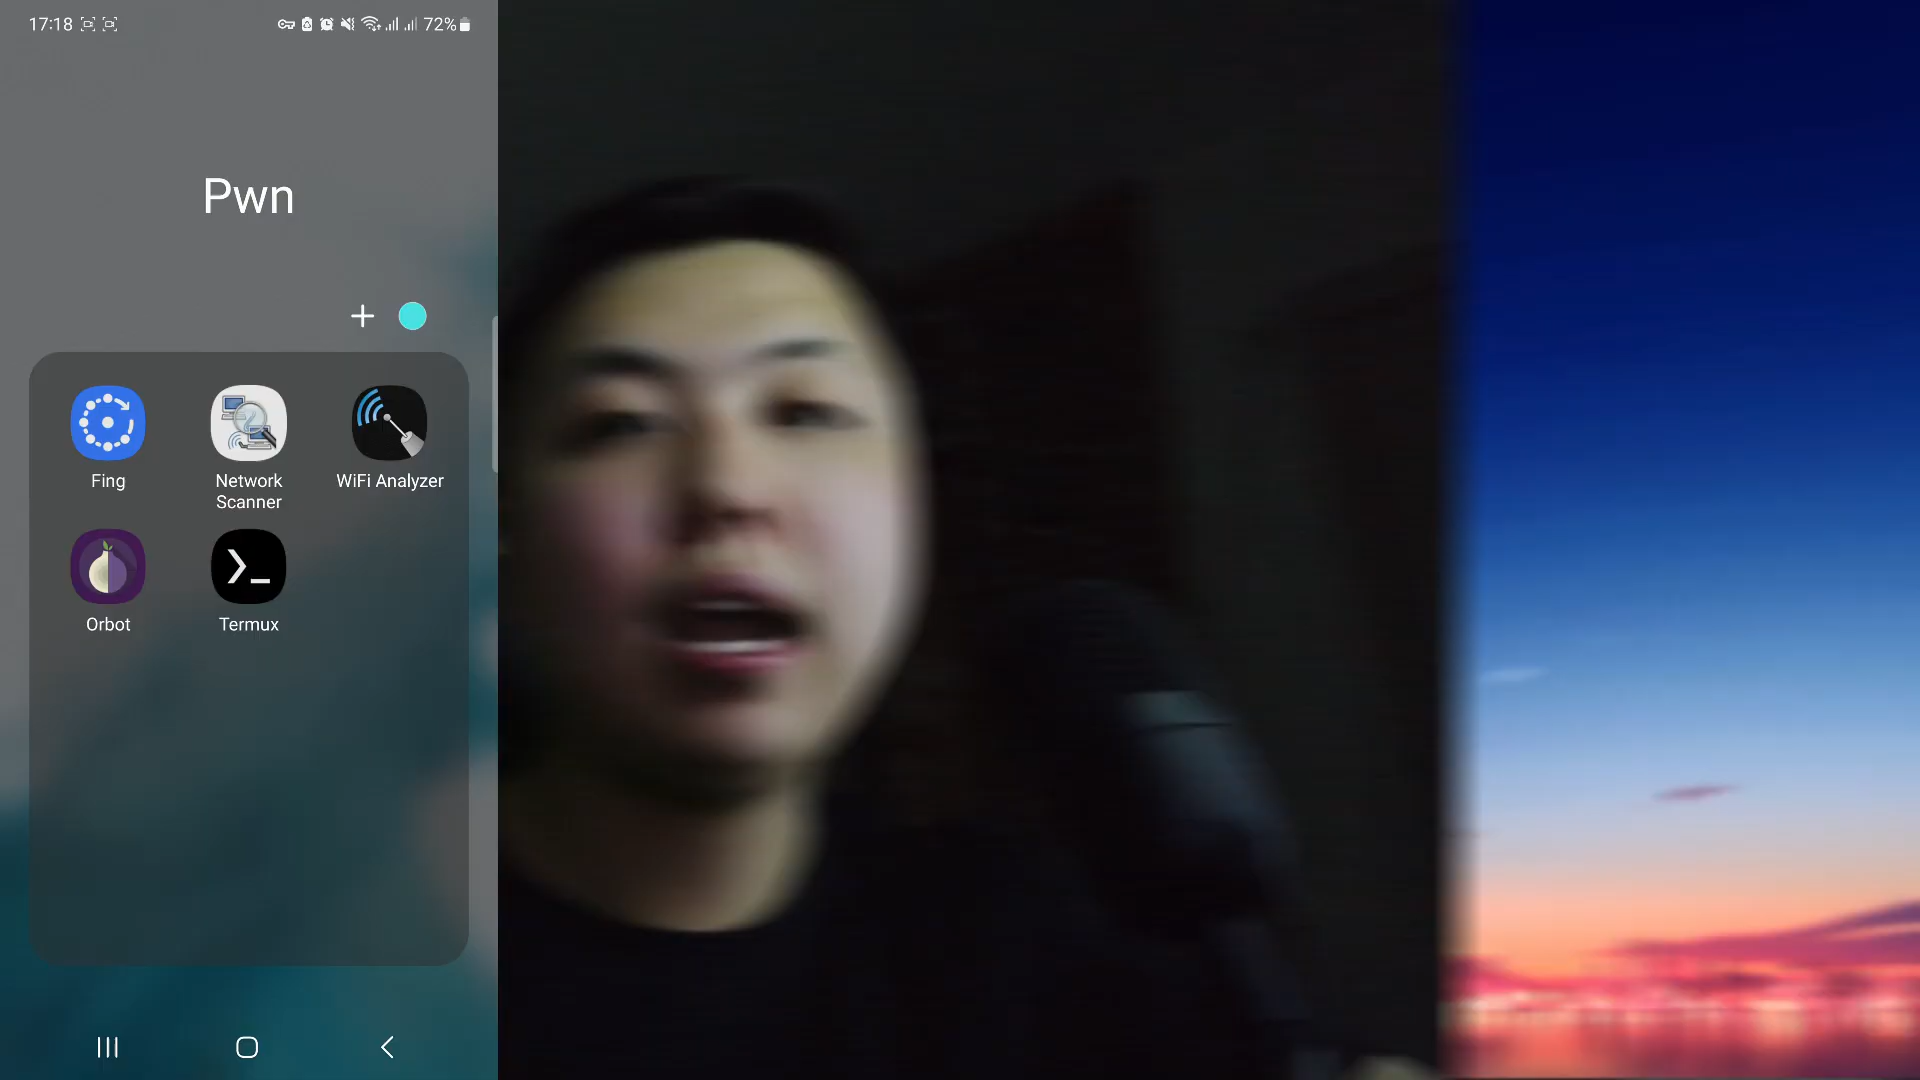 17:18
72%
Pwn
Fing
Network
Scanner
WiFi Analyzer
Orbot
Termux